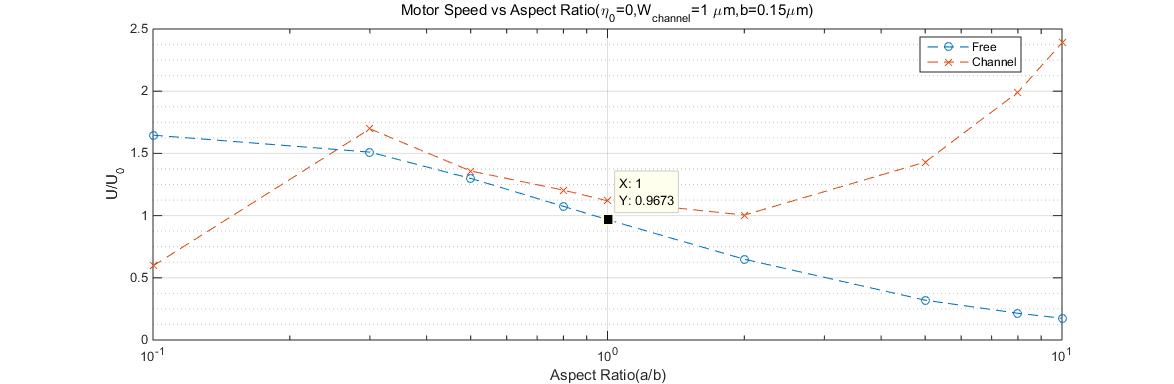 Motor Speed vs Aspect Ratio(η₀=0,W_channel=1 μm,b=0.15μm)
2.5
2
1.5
1
0.5
0
U/U₀
Free
Channel
X: 1
Y: 0.9673
10⁻¹
10⁰
10¹
Aspect Ratio(a/b)